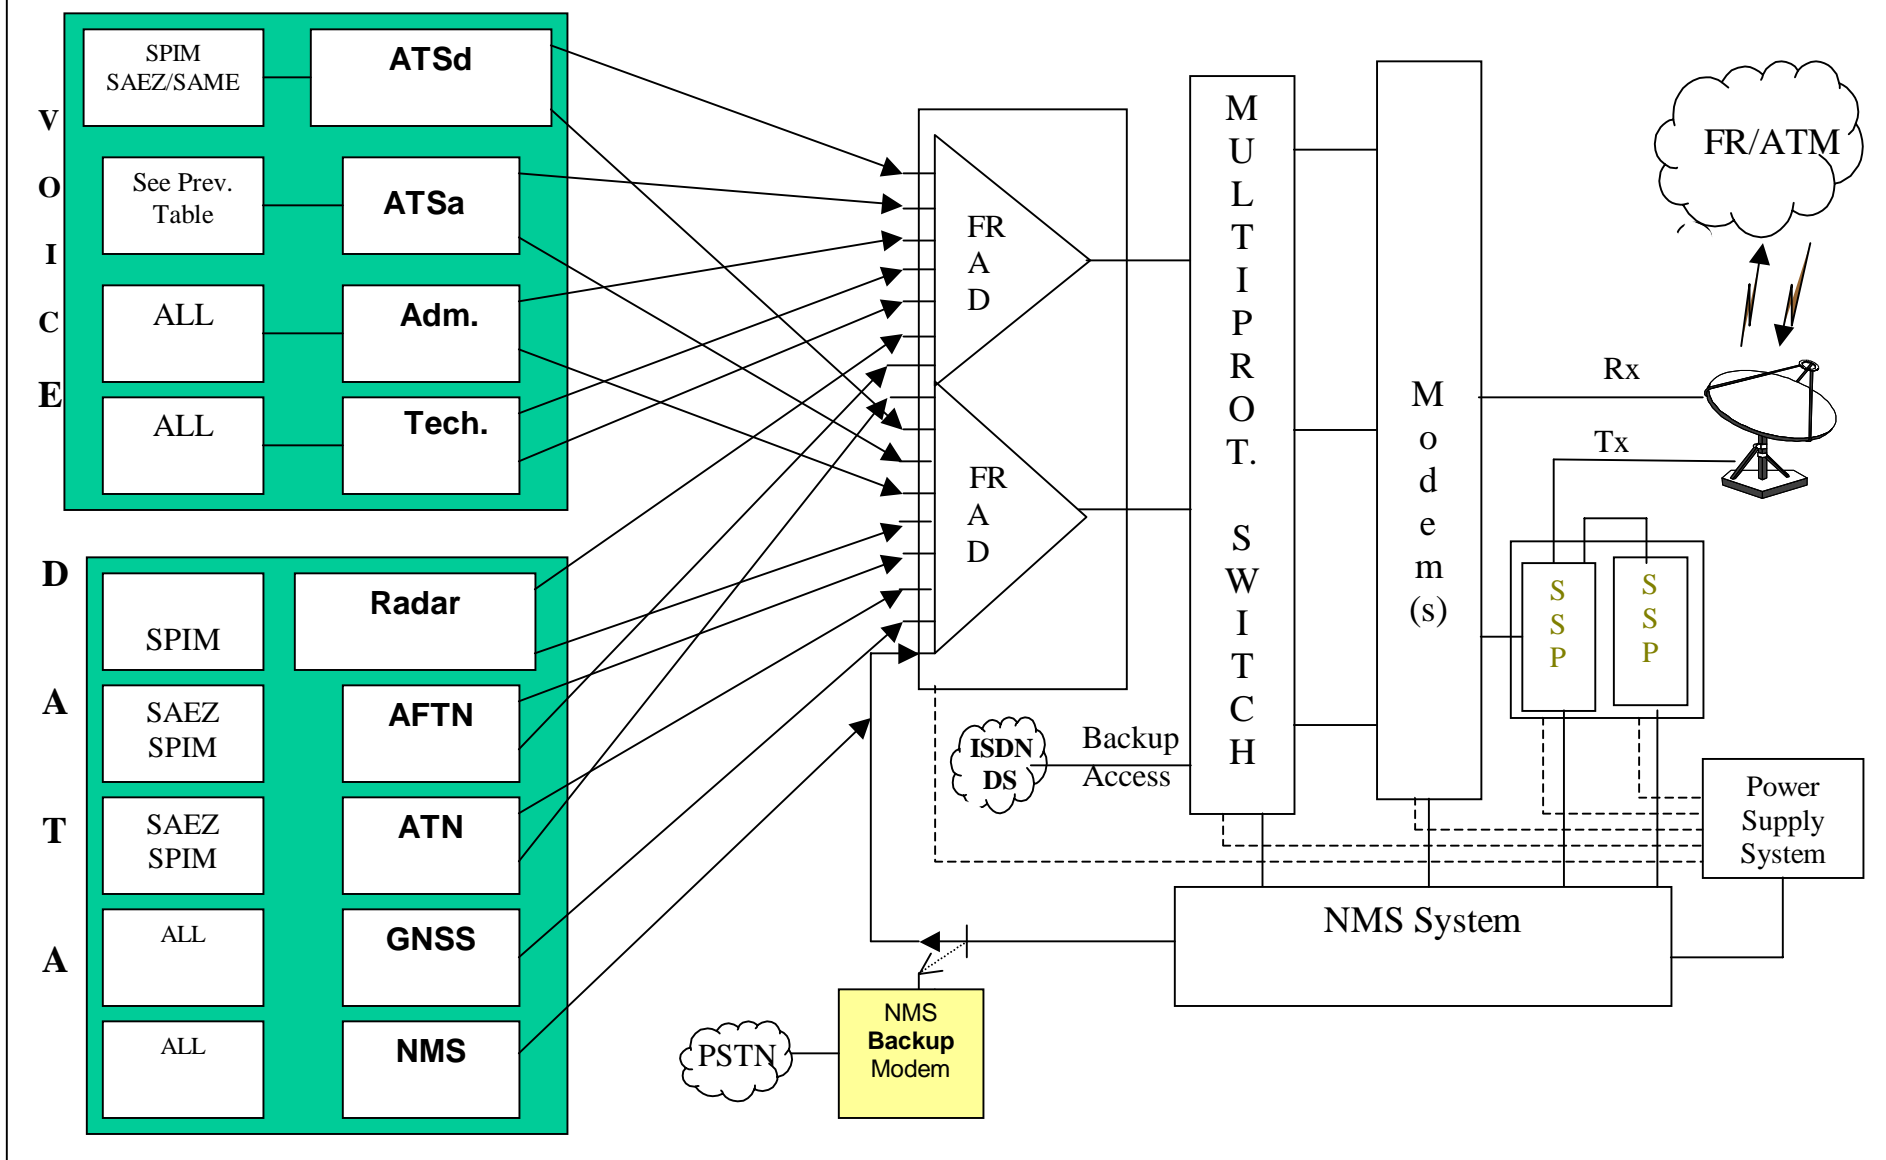 V
O
I
C
E
SPIM
SAEZ/SAME
ATSd
See Prev.
Table
ATSa
ALL
Adm.
ALL
Tech.
D
A
T
A
SPIM
Radar
SAEZ
SPIM
AFTN
SAEZ
SPIM
ATN
ALL
GNSS
ALL
NMS
FR
A
D
FR
A
D
M
U
L
T
I
P
R
O
T.
S
W
I
T
C
H
M
o
d
e
m
(s)
FR/ATM
Rx
Tx
S
S
P
S
S
P
ISDN
DS
Backup
Access
Power
Supply
System
NMS System
NMS
Backup
Modem
PSTN